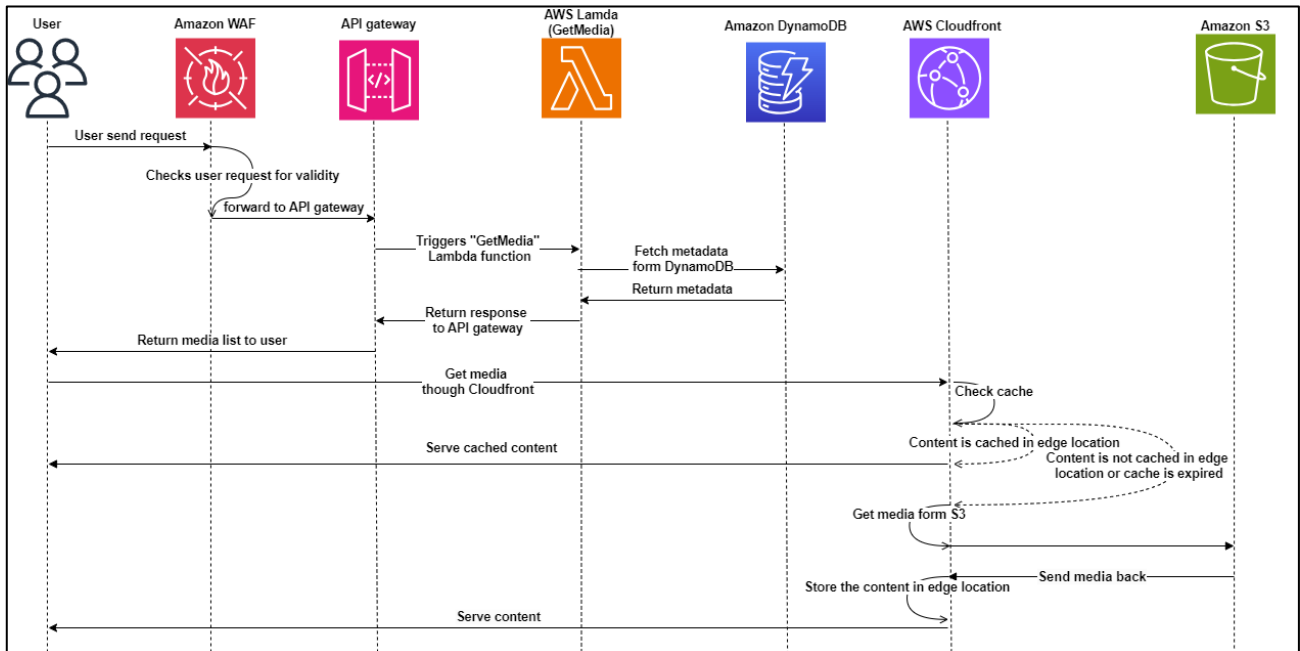 User
Amazon WAF
API gateway
AWS Lamda
(GetMedia)
Amazon DynamoDB
AWS Cloudfront
Amazon S3
</>
User send request
Checks user request for validity
forward to API gateway
Triggers "GetMedia"
Lambda function
Fetch metadata
form DynamoDB
Return metadata
Return response
to API gateway
Return media list to user
Get media
though Cloudfront
Check cache
Content is cached in edge location
Serve cached content
Content is not cached in edge
location or cache is expired
Get media form S3
Send media back
Store the content in edge location
Serve content